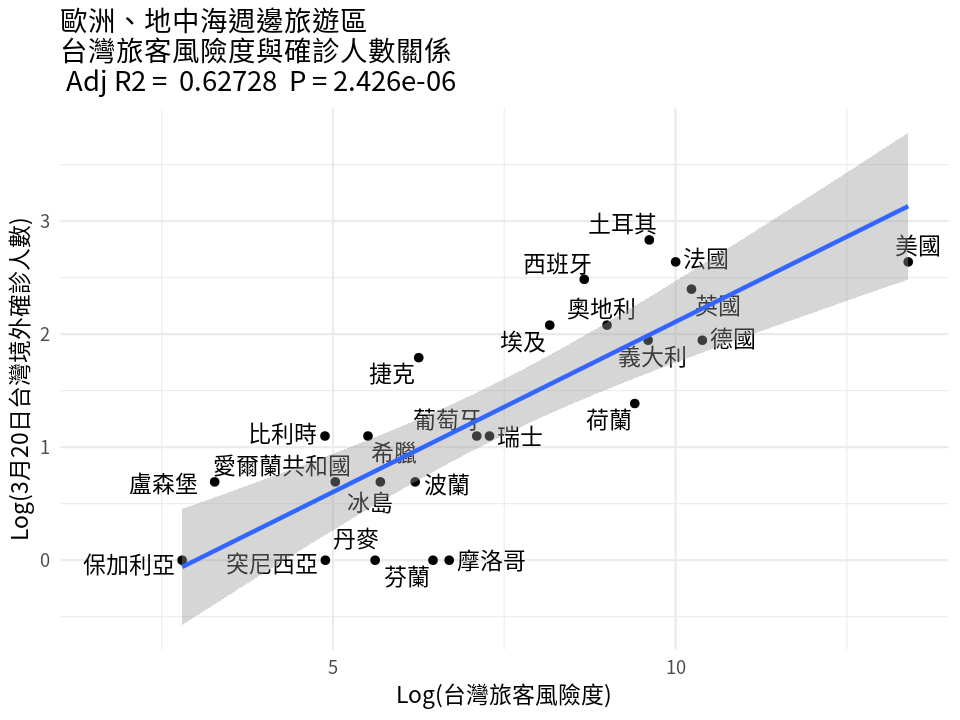 歐洲、地中海週邊旅遊區
台灣旅客風險度與確診人數關係
Adj R2 = 0.62728 P = 2.426e-06
Log(3月20日台灣境外確診人數)
3
2
1
0
土耳其
美國
法國
西班牙
英國
奧地利
埃及
德國
義大利
捷克
荷蘭
葡萄牙
比利時
瑞士
希臘
愛爾蘭共和國
盧森堡
波蘭
冰島
丹麥
保加利亞
突尼西亞
芬蘭
摩洛哥
5
10
Log(台灣旅客風險度)